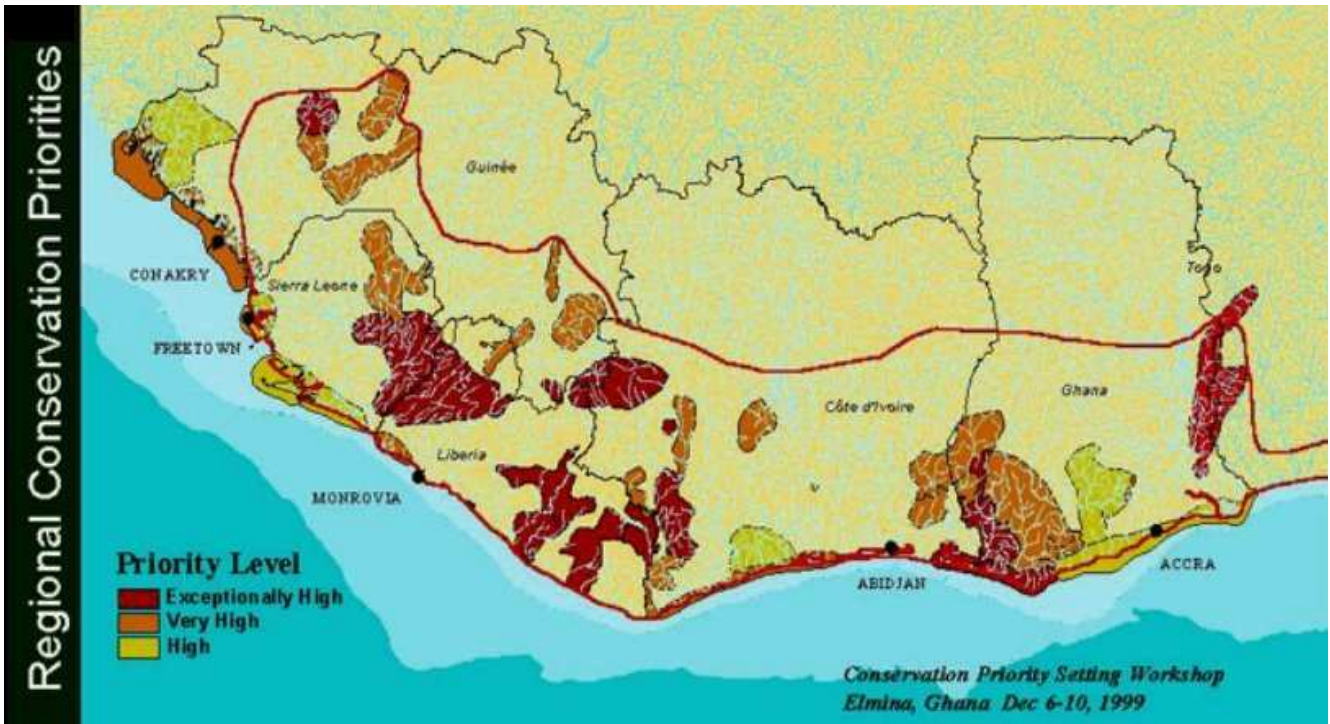 Regional Conservation Priorities
Guinée
CONAKRY
Sierra Leone
Togo
FREETOWN
Ghana
Côte d'Ivoire
Liberia
MONROVIA
ABIDJAN
ACCRA
Priority Level
Exceptionally High
Very High
High
Conservation Priority Setting Workshop
Elmina, Ghana Dec 6-10, 1999